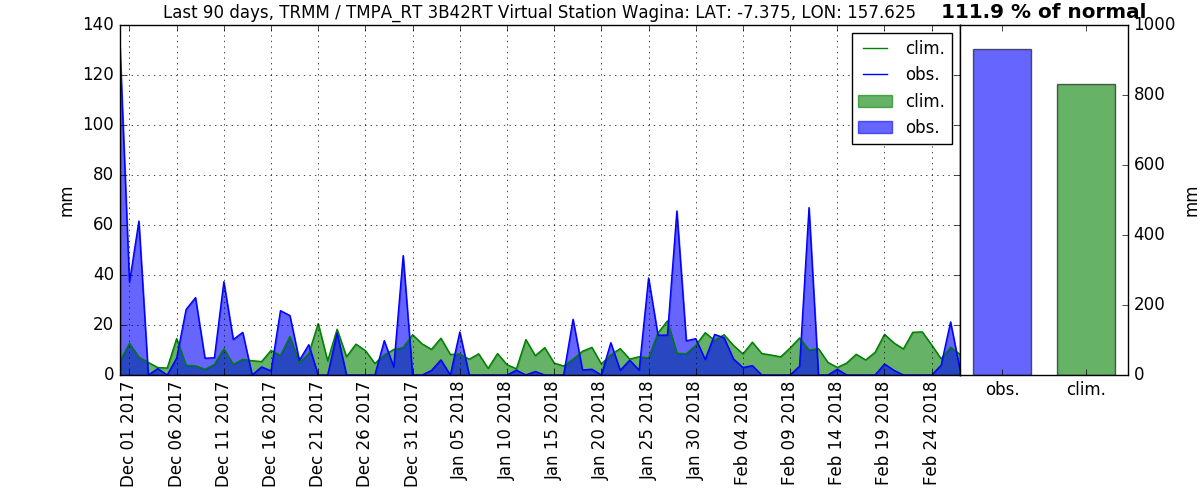 Last 90 days, TRMM / TMPA_RT 3B42RT Virtual Station Wagina: LAT: -7.375, LON: 157.625
111.9 % of normal
mm
140
120
100
80
60
40
20
0
clim.
obs.
clim.
obs.
Dec 01 2017
Dec 06 2017
Dec 11 2017
Dec 16 2017
Dec 21 2017
Dec 26 2017
Dec 31 2017
Jan 05 2018
Jan 10 2018
Jan 15 2018
Jan 20 2018
Jan 25 2018
Jan 30 2018
Feb 04 2018
Feb 09 2018
Feb 14 2018
Feb 19 2018
Feb 24 2018
1000
800
600
400
200
0
mm
obs.
clim.